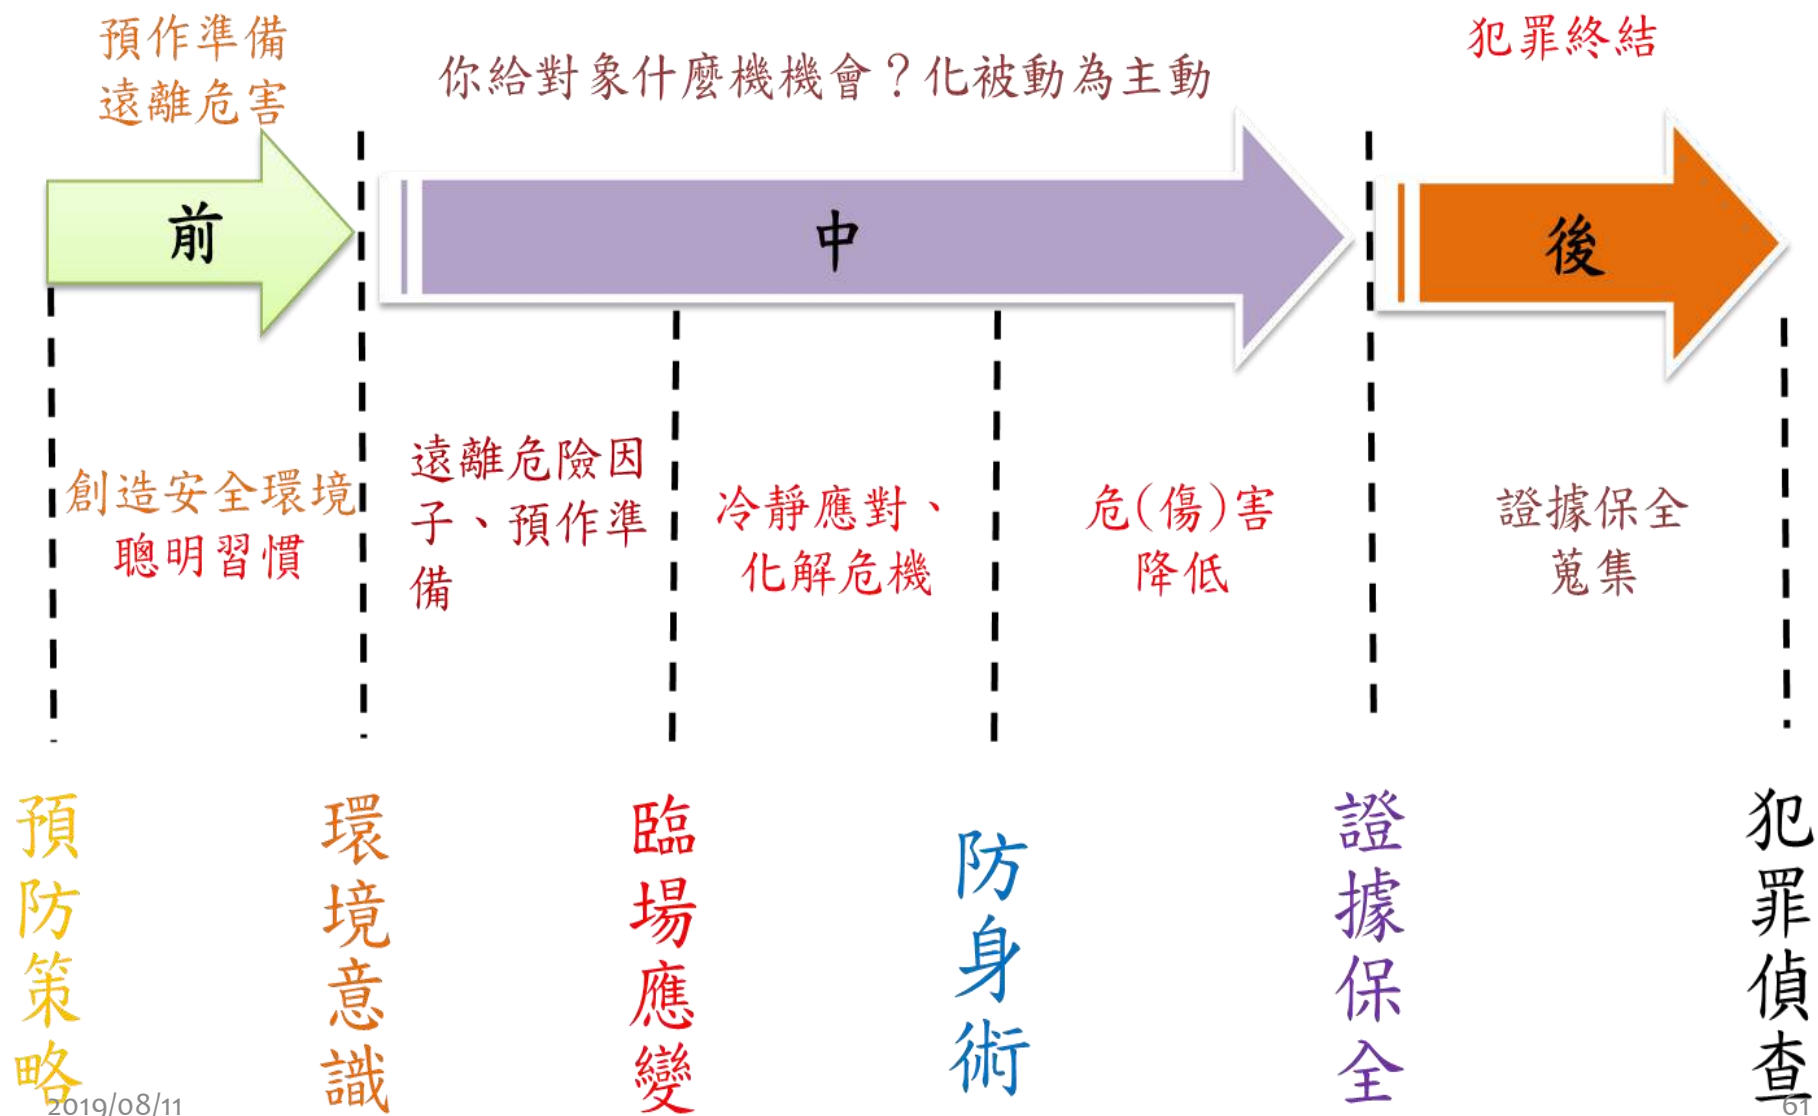 預作準備
遠離危害
你給對象什麼機機會？化被動為主動
犯罪終結
前
中
後
創造安全環境
聰明習慣
遠離危險因
子、預作準
備
冷靜應對、
化解危機
危(傷)害
降低
證據保全
蒐集
預防策略
環境意識
臨場應變
防身術
證據保全
犯罪偵查
2019/08/11
61